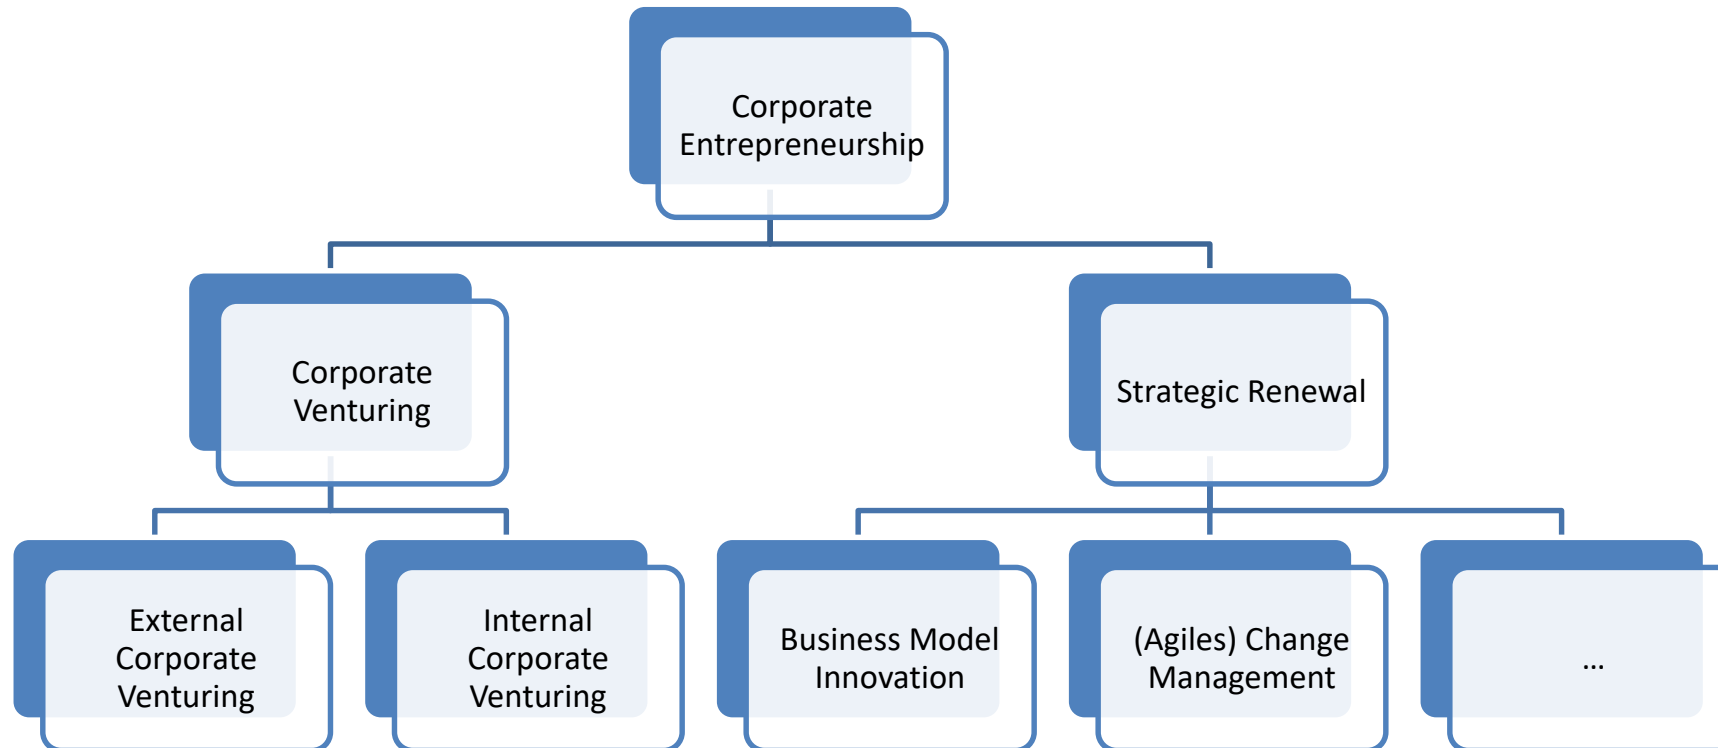 Corporate
Entrepreneurship
Corporate
Venturing
Strategic Renewal
External
Corporate
Venturing
Internal
Corporate
Venturing
Business Model
Innovation
(Agiles) Change
Management
...